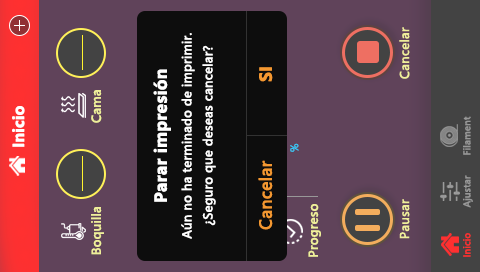 Inicio
Boquilla
Cama
Parar impresión
Aún no ha terminado de imprimir.
¿Seguro que deseas cancelar?
Cancelar
SI
%
Progreso
Pausar
Cancelar
Inicio
Ajustar
Filament